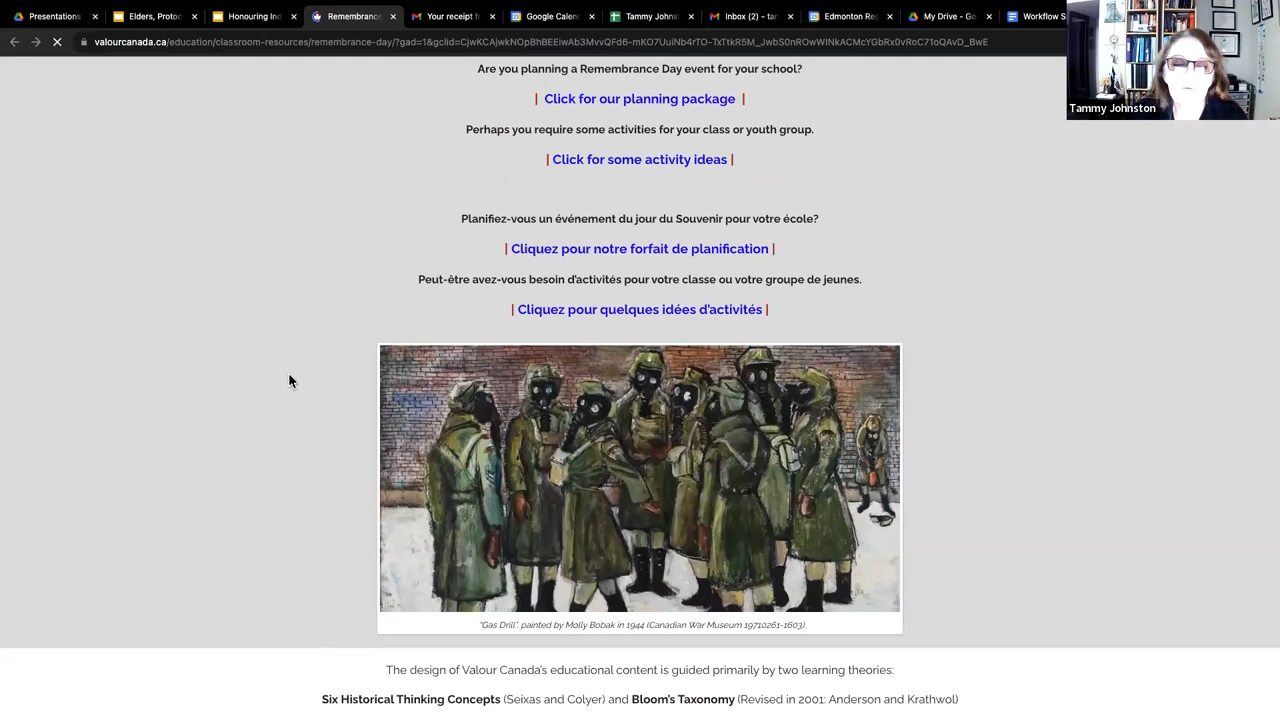 Presentations
Elders, Protoc
Honouring Ind
Remembrance
Your receipt f
Google Calen
Tammy Johnst
Inbox (2) – tan
Edmonton Reg
My Drive – Go
Workflow S
valourcanada.ca/education/classroom-resources/remembrance-day/?gad=1&gclid=CjwKCAjwkNOpBhBEEiwAb3MvvQFd6-mKO7UuiNb4rTO-TxTtkR5M_JwbS0nROwWINkACMcYGbRx0vRoC71oQAvD_BwE
Tammy Johnston
Are you planning a Remembrance Day event for your school?
| Click for our planning package |
Perhaps you require some activities for your class or youth group.
| Click for some activity ideas |
Planifiez-vous un événement du jour du Souvenir pour votre école?
| Cliquez pour notre forfait de planification |
Peut-être avez-vous besoin d'activités pour votre classe ou votre groupe de jeunes.
| Cliquez pour quelques idées d'activités |
"Gas Drill", painted by Molly Bobak in 1944 (Canadian War Museum 19710261-1603).
The design of Valour Canada's educational content is guided primarily by two learning theories:
Six Historical Thinking Concepts (Seixas and Colyer) and Bloom's Taxonomy (Revised in 2001: Anderson and Krathwol)